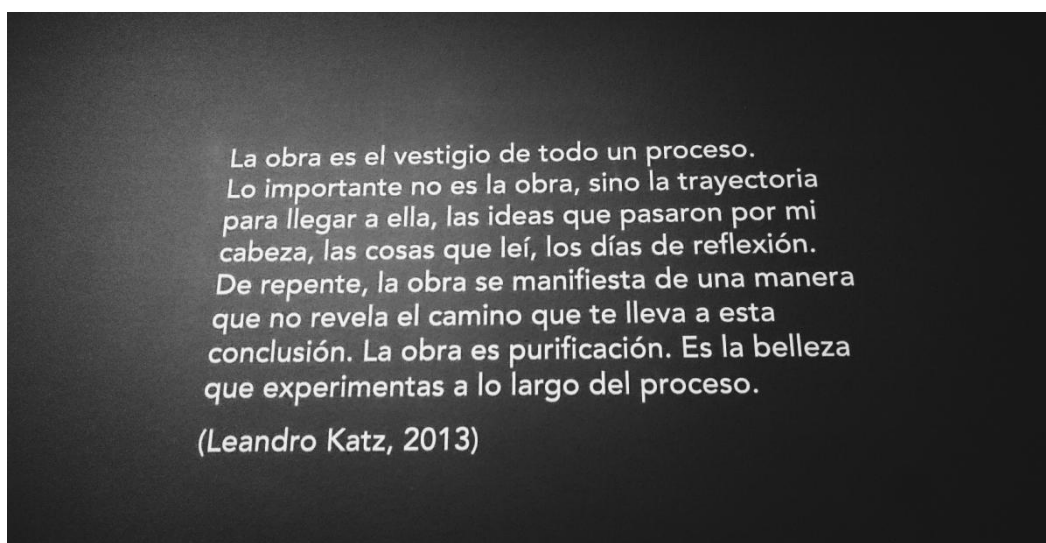 La obra es el vestigio de todo un proceso.
Lo importante no es la obra, sino la trayectoria
para llegar a ella, las ideas que pasaron por mi
cabeza, las cosas que leí, los días de reflexión.
De repente, la obra se manifiesta de una manera
que no revela el camino que te lleva a esta
conclusión. La obra es purificación. Es la belleza
que experimentas a lo largo del proceso.
(Leandro Katz, 2013)